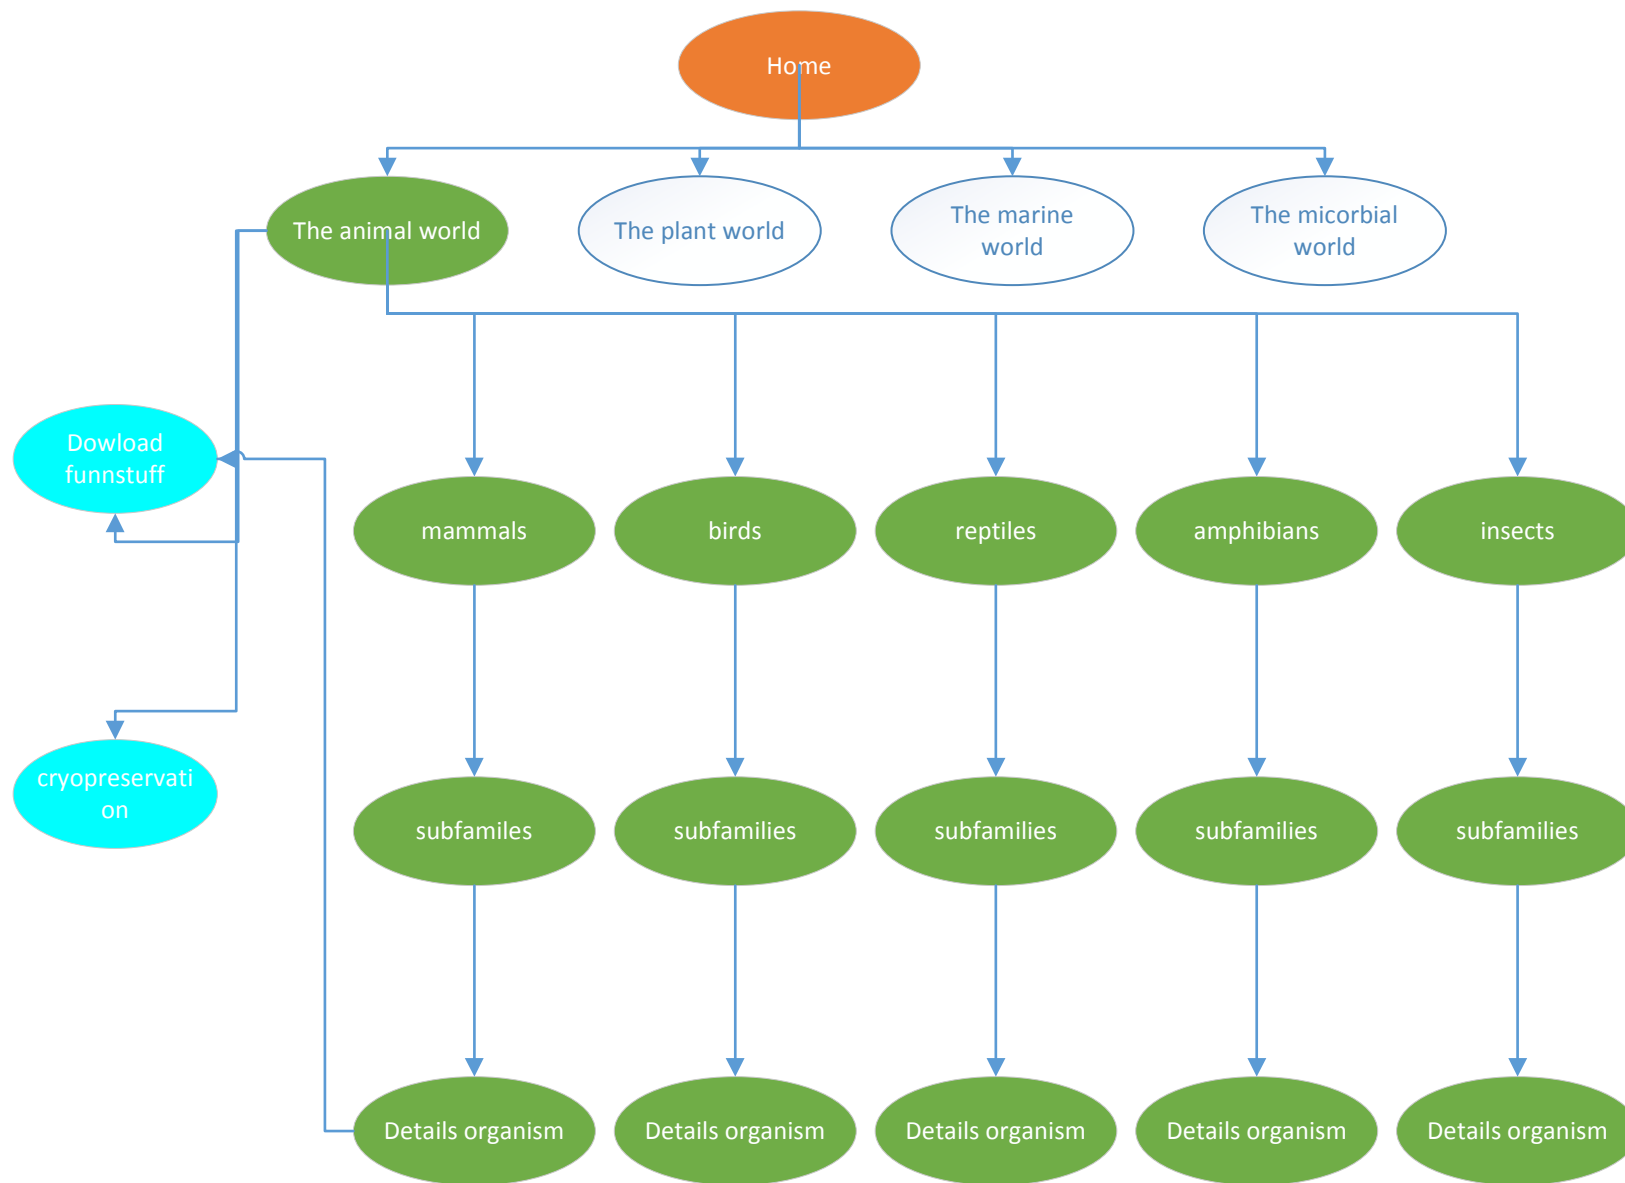 Home
The animal world
The plant world
The marine
world
The micorbial
world
Dowload
funnstuff
mammals
birds
reptiles
amphibians
insects
cryopreservati
on
subfamiles
subfamilies
subfamilies
subfamilies
subfamilies
Details organism
Details organism
Details organism
Details organism
Details organism